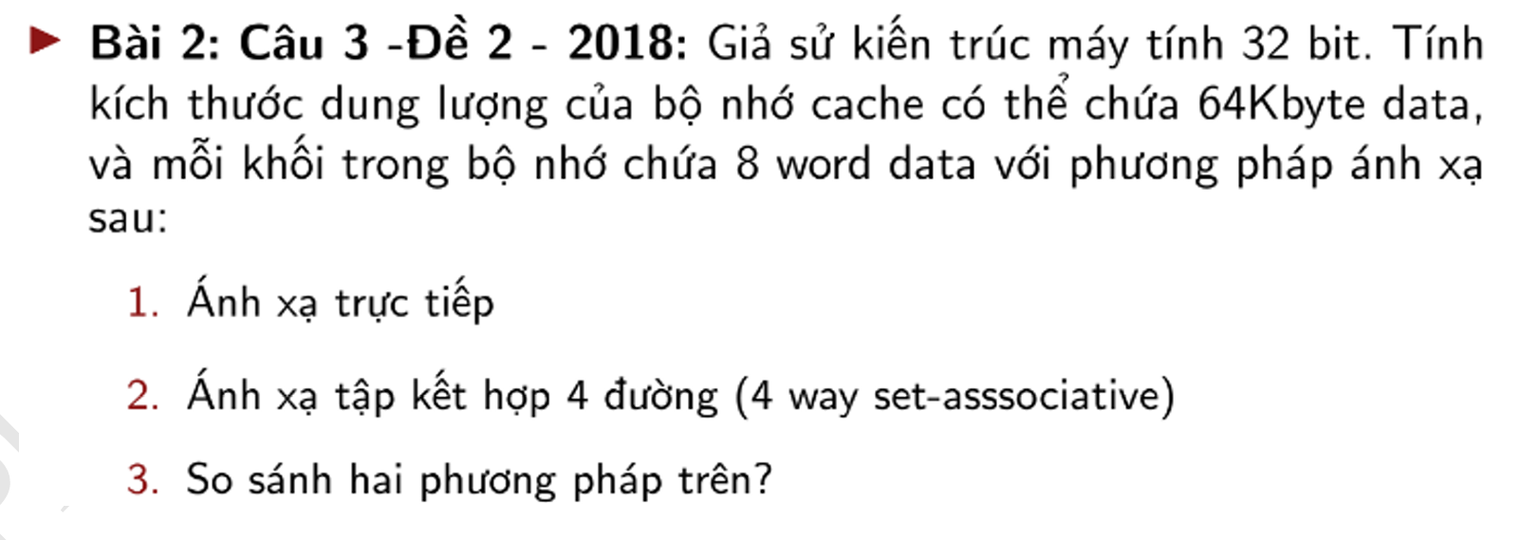 Bài 2: Câu 3 -Đề 2 - 2018: Giả sử kiến trúc máy tính 32 bit. Tính
kích thước dung lượng của bộ nhớ cache có thể chứa 64Kbyte data,
và mỗi khối trong bộ nhớ chứa 8 word data với phương pháp ánh xạ
sau:
1. Ánh xạ trực tiếp
2. Ánh xạ tập kết hợp 4 đường (4 way set-asssociative)
3. So sánh hai phương pháp trên?